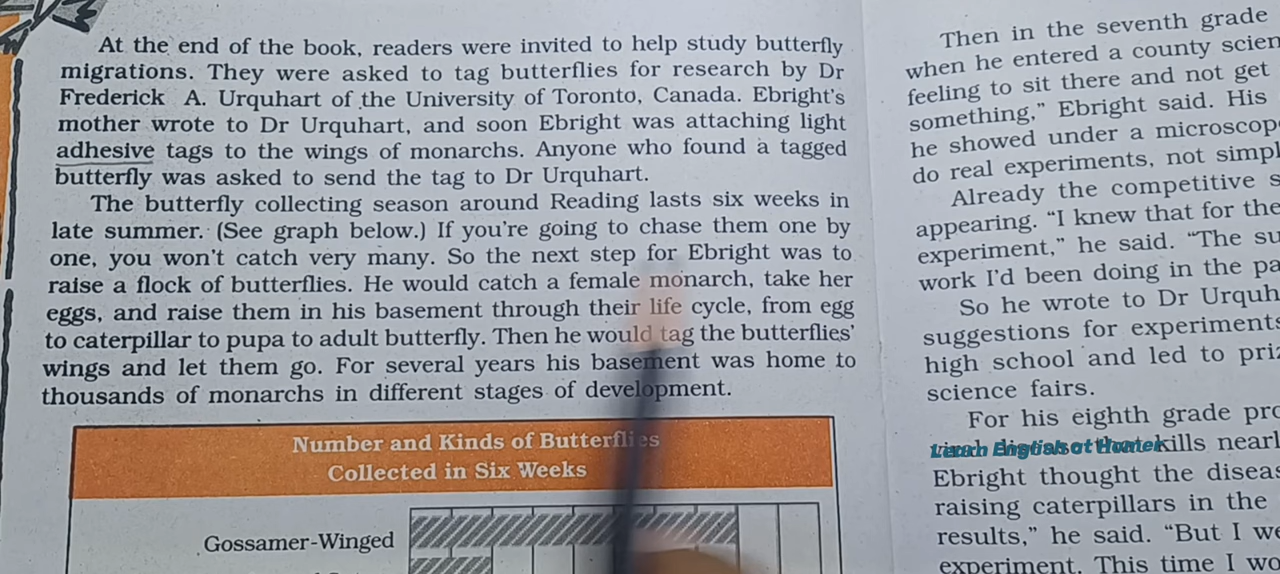 At the end of the book, readers were invited to help study butterfly
migrations. They were asked to tag butterflies for research by Dr
Frederick A. Urquhart of the University of Toronto, Canada. Ebright's
mother wrote to Dr Urquhart, and soon Ebright was attaching light
adhesive tags to the wings of monarchs. Anyone who found a tagged
butterfly was asked to send the tag to Dr Urquhart.
The butterfly collecting season around Reading lasts six weeks in
late summer. (See graph below.) If you're going to chase them one by
one, you won't catch very many. So the next step for Ebright was to
raise a flock of butterflies. He would catch a female monarch, take her
eggs, and raise them in his basement through their life cycle, from egg
to caterpillar to pupa to adult butterfly. Then he would tag the butterflies'
wings and let them go. For several years his basement was home to
thousands of monarchs in different stages of development.
Number and Kinds of Butterflies
Collected in Six Weeks
Gossamer-Winged
Then in the seventh grade
when he entered a county
feeling to sit there and not get
something," Ebright said. His
he showed under a
do real experiments, not
Already the competitive
appearing. "I knew that for the
experiment," he said. "The
work I'd been doing in the
So he wrote to Dr
suggestions for
high school and led to
science fairs.
For his eighth grade
Learn English at Home
kills
Ebright thought the
raising caterpillars in the
results," he said. "But I
experiment. This time I